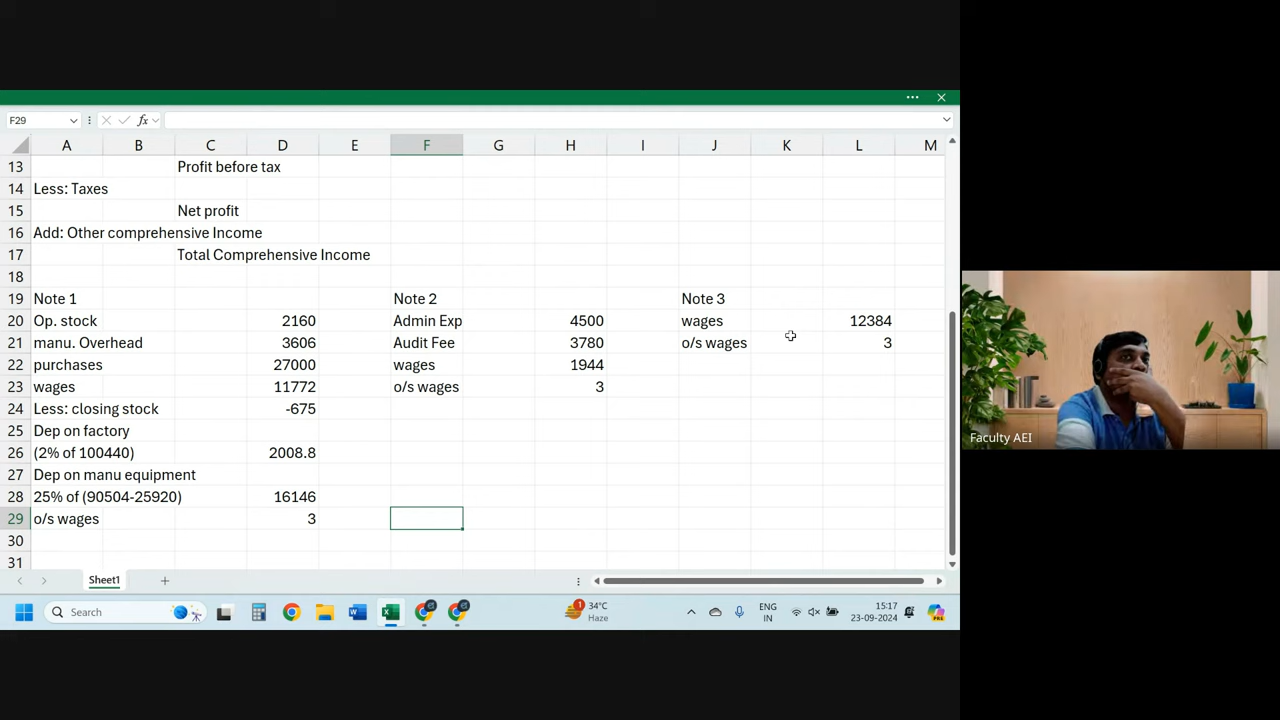 F29 fx
A B C D E F G H I J K L M
13 Profit before tax
14 Less: Taxes
15 Net profit
16 Add: Other comprehensive Income
17 Total Comprehensive Income
18
19 Note 1 Note 2 Note 3
20 Op. stock 2160 Admin Exp 4500 wages 12384
21 manu. Overhead 3606 Audit Fee 3780 o/s wages 3
22 purchases 27000 wages 1944
23 wages 11772 o/s wages 3
24 Less: closing stock -675
25 Dep on factory
26 (2% of 100440) 2008.8
27 Dep on manu equipment
28 25% of (90504-25920) 16146
29 o/s wages 3
30
31
Faculty AEI
Sheet1
Search 1 34°C ENG 15:17
Haze IN 23-09-2024